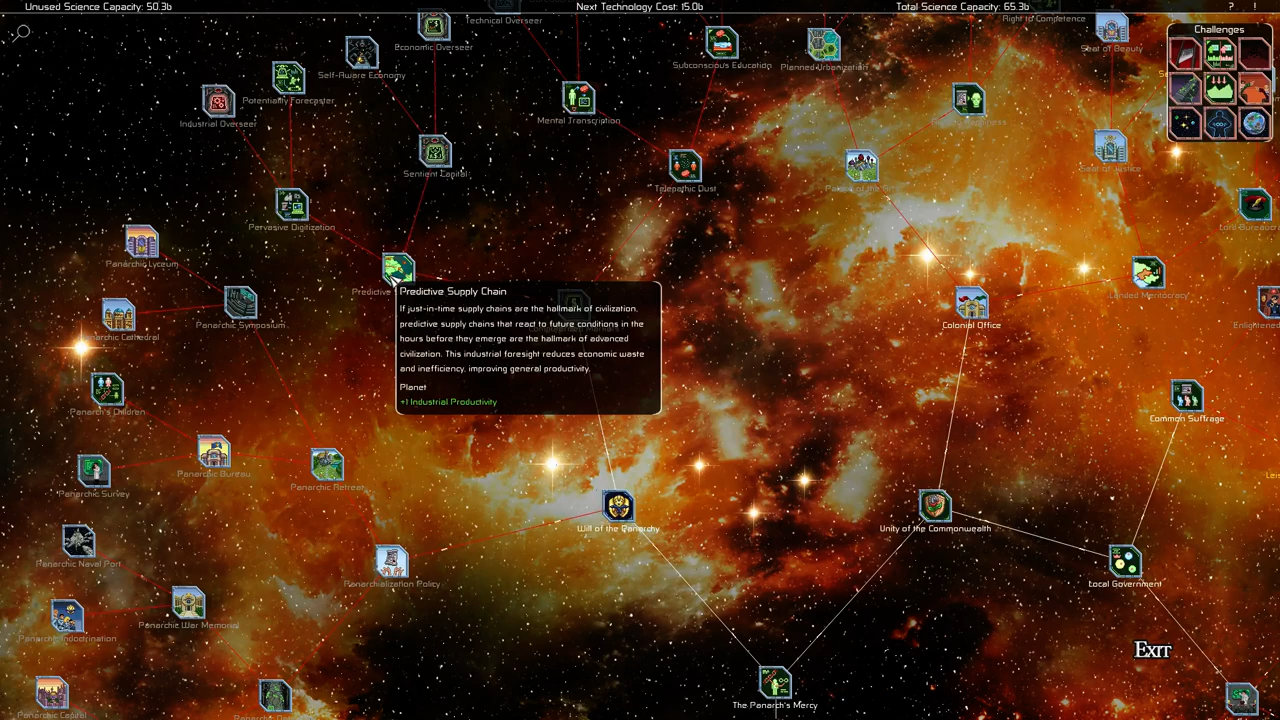 Unused Science Capacity: 50.3b
Next Technology Cost: 15.0b
Total Science Capacity: 65.3b
?
!
Technical Overseer
Right to Competence
Challenges
Economic Overseer
Seat of Beauty
Self-Aware Economy
Subconscious Education
Planned Urbanization
Potentiality Forecaster
Industrial Overseer
Mental Transcription
Sentient Capital
Seat of Justice
Telepathic Dust
Pervasive Digitization
Lord Bureaucra
Panarchic Lyceum
Predictive
Landed Meritocracy
Predictive Supply Chain
If just-in-time supply chains are the hallmark of civilization,
predictive supply chains that react to future conditions in the
hours before they emerge are the hallmark of advanced
civilization. This industrial foresight reduces economic waste
and inefficiency, improving general productivity.
Planet
+1 Industrial Productivity
Panarchic Symposium
Colonial Office
Enlightened
Panarchic Cathedral
Panarch's Children
Common Suffrage
Panarchic Bureau
Panarchic Retreat
Panarchic Survey
Will of the Panarchy
Unity of the Commonwealth
Panarchic Naval Port
Panarchialization Policy
Local Government
Panarchic War Memorial
Panarchic Indoctrination
Exit
The Panarch's Mercy
Panarchic Capitol